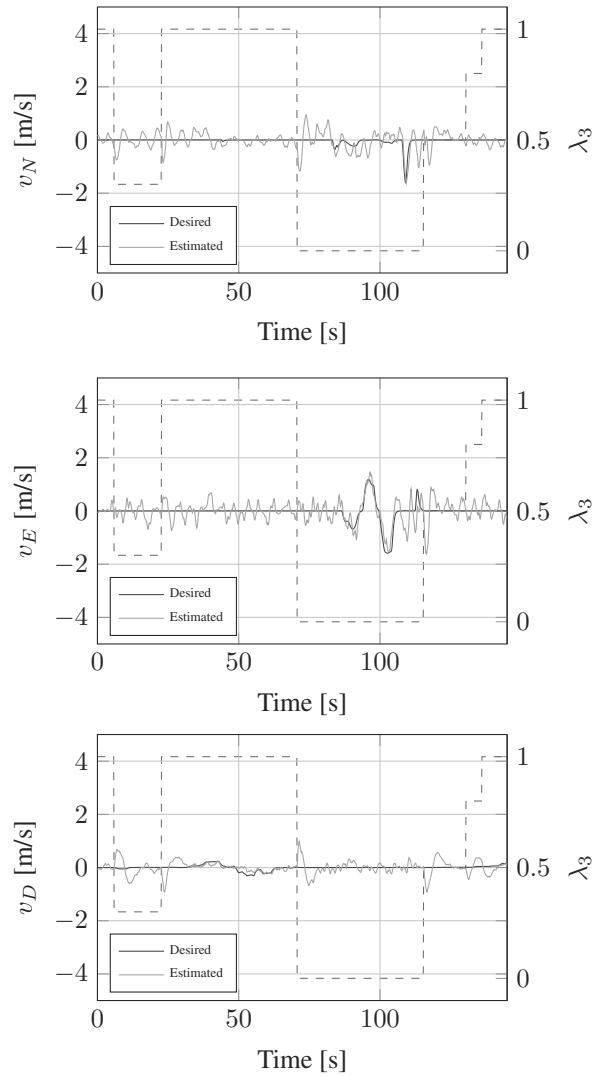 4
2
0
−2
−4
v_N [m/s]
1
0.5
0
λ_3
Desired
Estimated
0
50
100
Time [s]
4
2
0
−2
−4
v_E [m/s]
1
0.5
0
λ_3
Desired
Estimated
0
50
100
Time [s]
4
2
0
−2
−4
v_D [m/s]
1
0.5
0
λ_3
Desired
Estimated
0
50
100
Time [s]